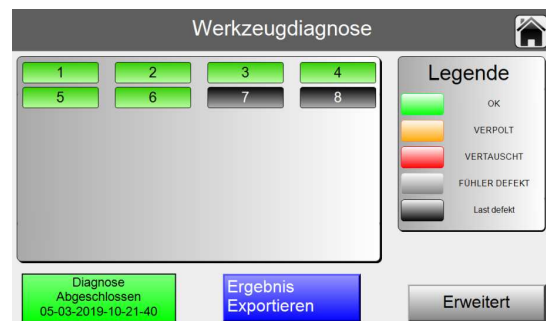 Werkzeugdiagnose
1 2 3 4
5 6 7 8
Legende
OK
VERPOLT
VERTAUSCHT
FÜHLER DEFEKT
Last defekt
Diagnose
Abgeschlossen
05-03-2019-10-21-40
Ergebnis
Exportieren
Erweitert